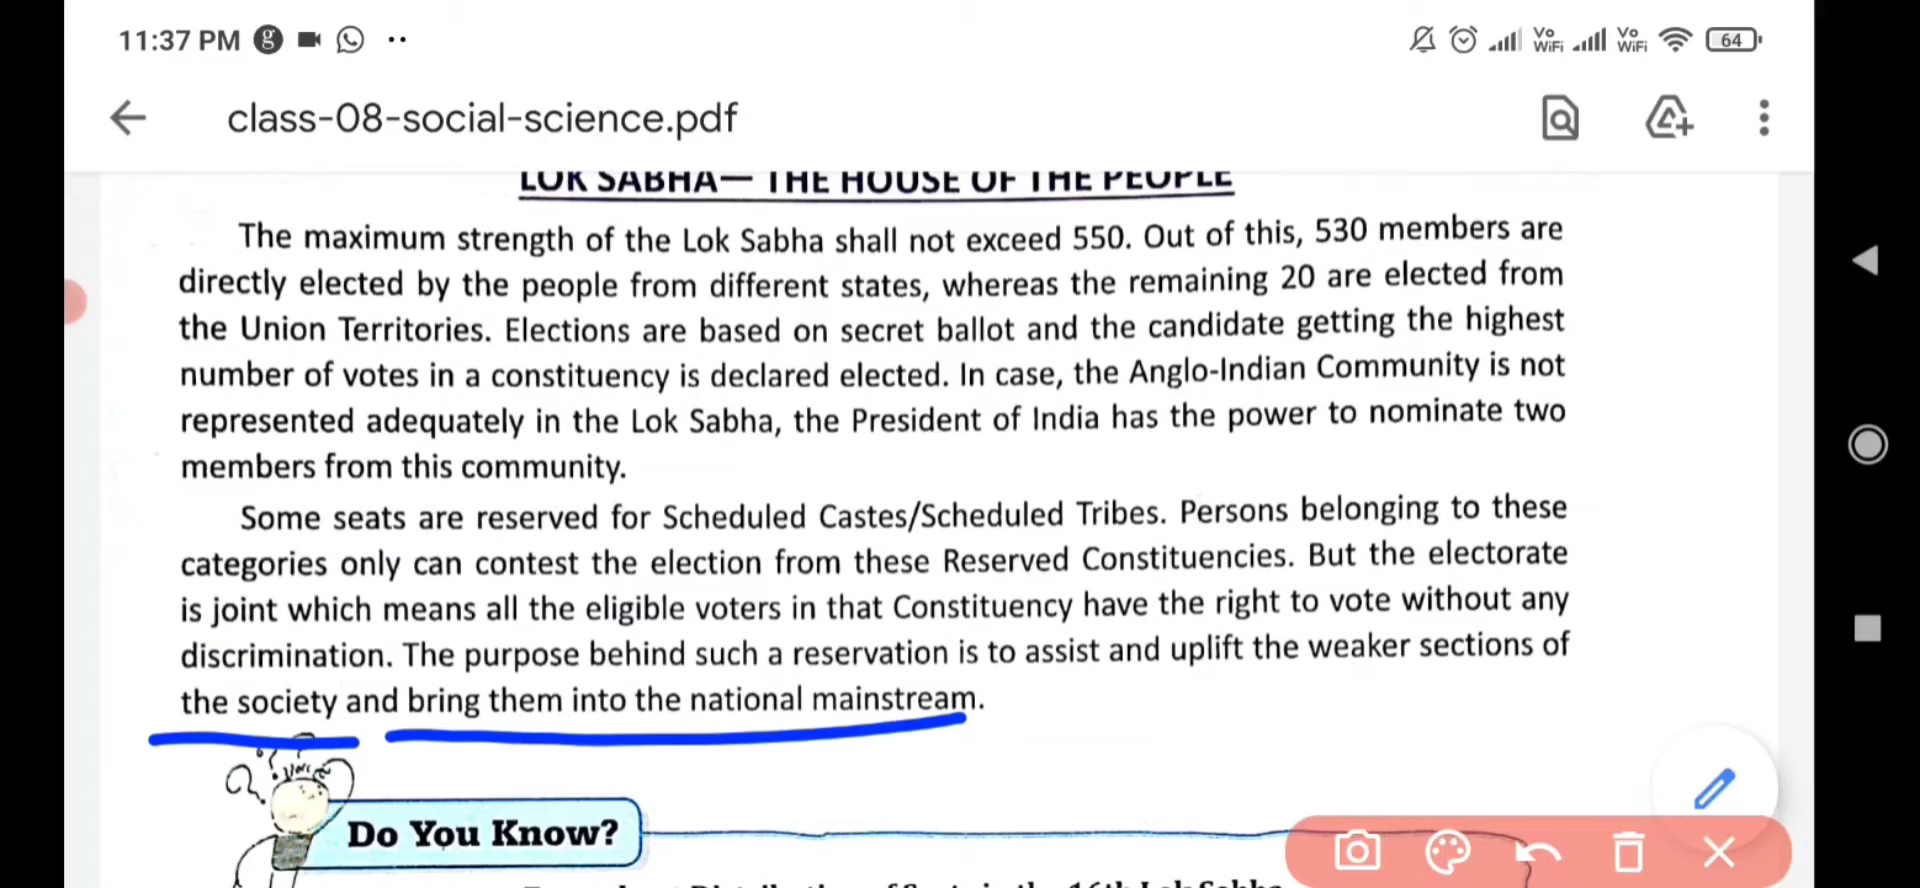 11:37 PM
Vo WiFi Vo WiFi 64
class-08-social-science.pdf
LOK SABHA— THE HOUSE OF THE PEOPLE
The maximum strength of the Lok Sabha shall not exceed 550. Out of this, 530 members are
directly elected by the people from different states, whereas the remaining 20 are elected from
the Union Territories. Elections are based on secret ballot and the candidate getting the highest
number of votes in a constituency is declared elected. In case, the Anglo-Indian Community is not
represented adequately in the Lok Sabha, the President of India has the power to nominate two
members from this community.
Some seats are reserved for Scheduled Castes/Scheduled Tribes. Persons belonging to these
categories only can contest the election from these Reserved Constituencies. But the electorate
is joint which means all the eligible voters in that Constituency have the right to vote without any
discrimination. The purpose behind such a reservation is to assist and uplift the weaker sections of
the society and bring them into the national mainstream.
Do You Know?